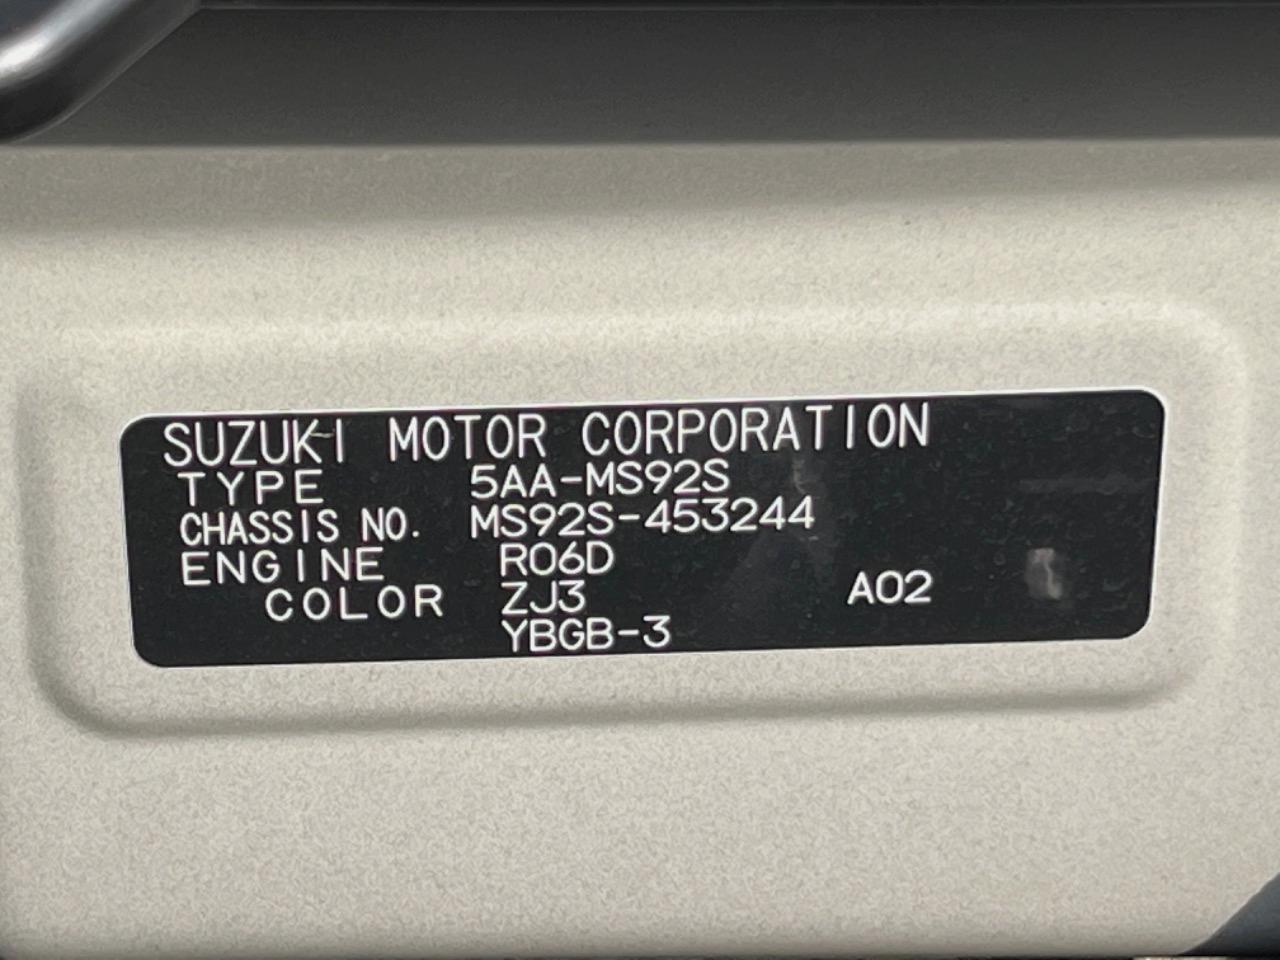 SUZUKI MOTOR CORPORATION
TYPE 5AA-MS92S
CHASSIS NO. MS92S-453244
ENGINE R06D
COLOR ZJ3 A02
YBGB-3